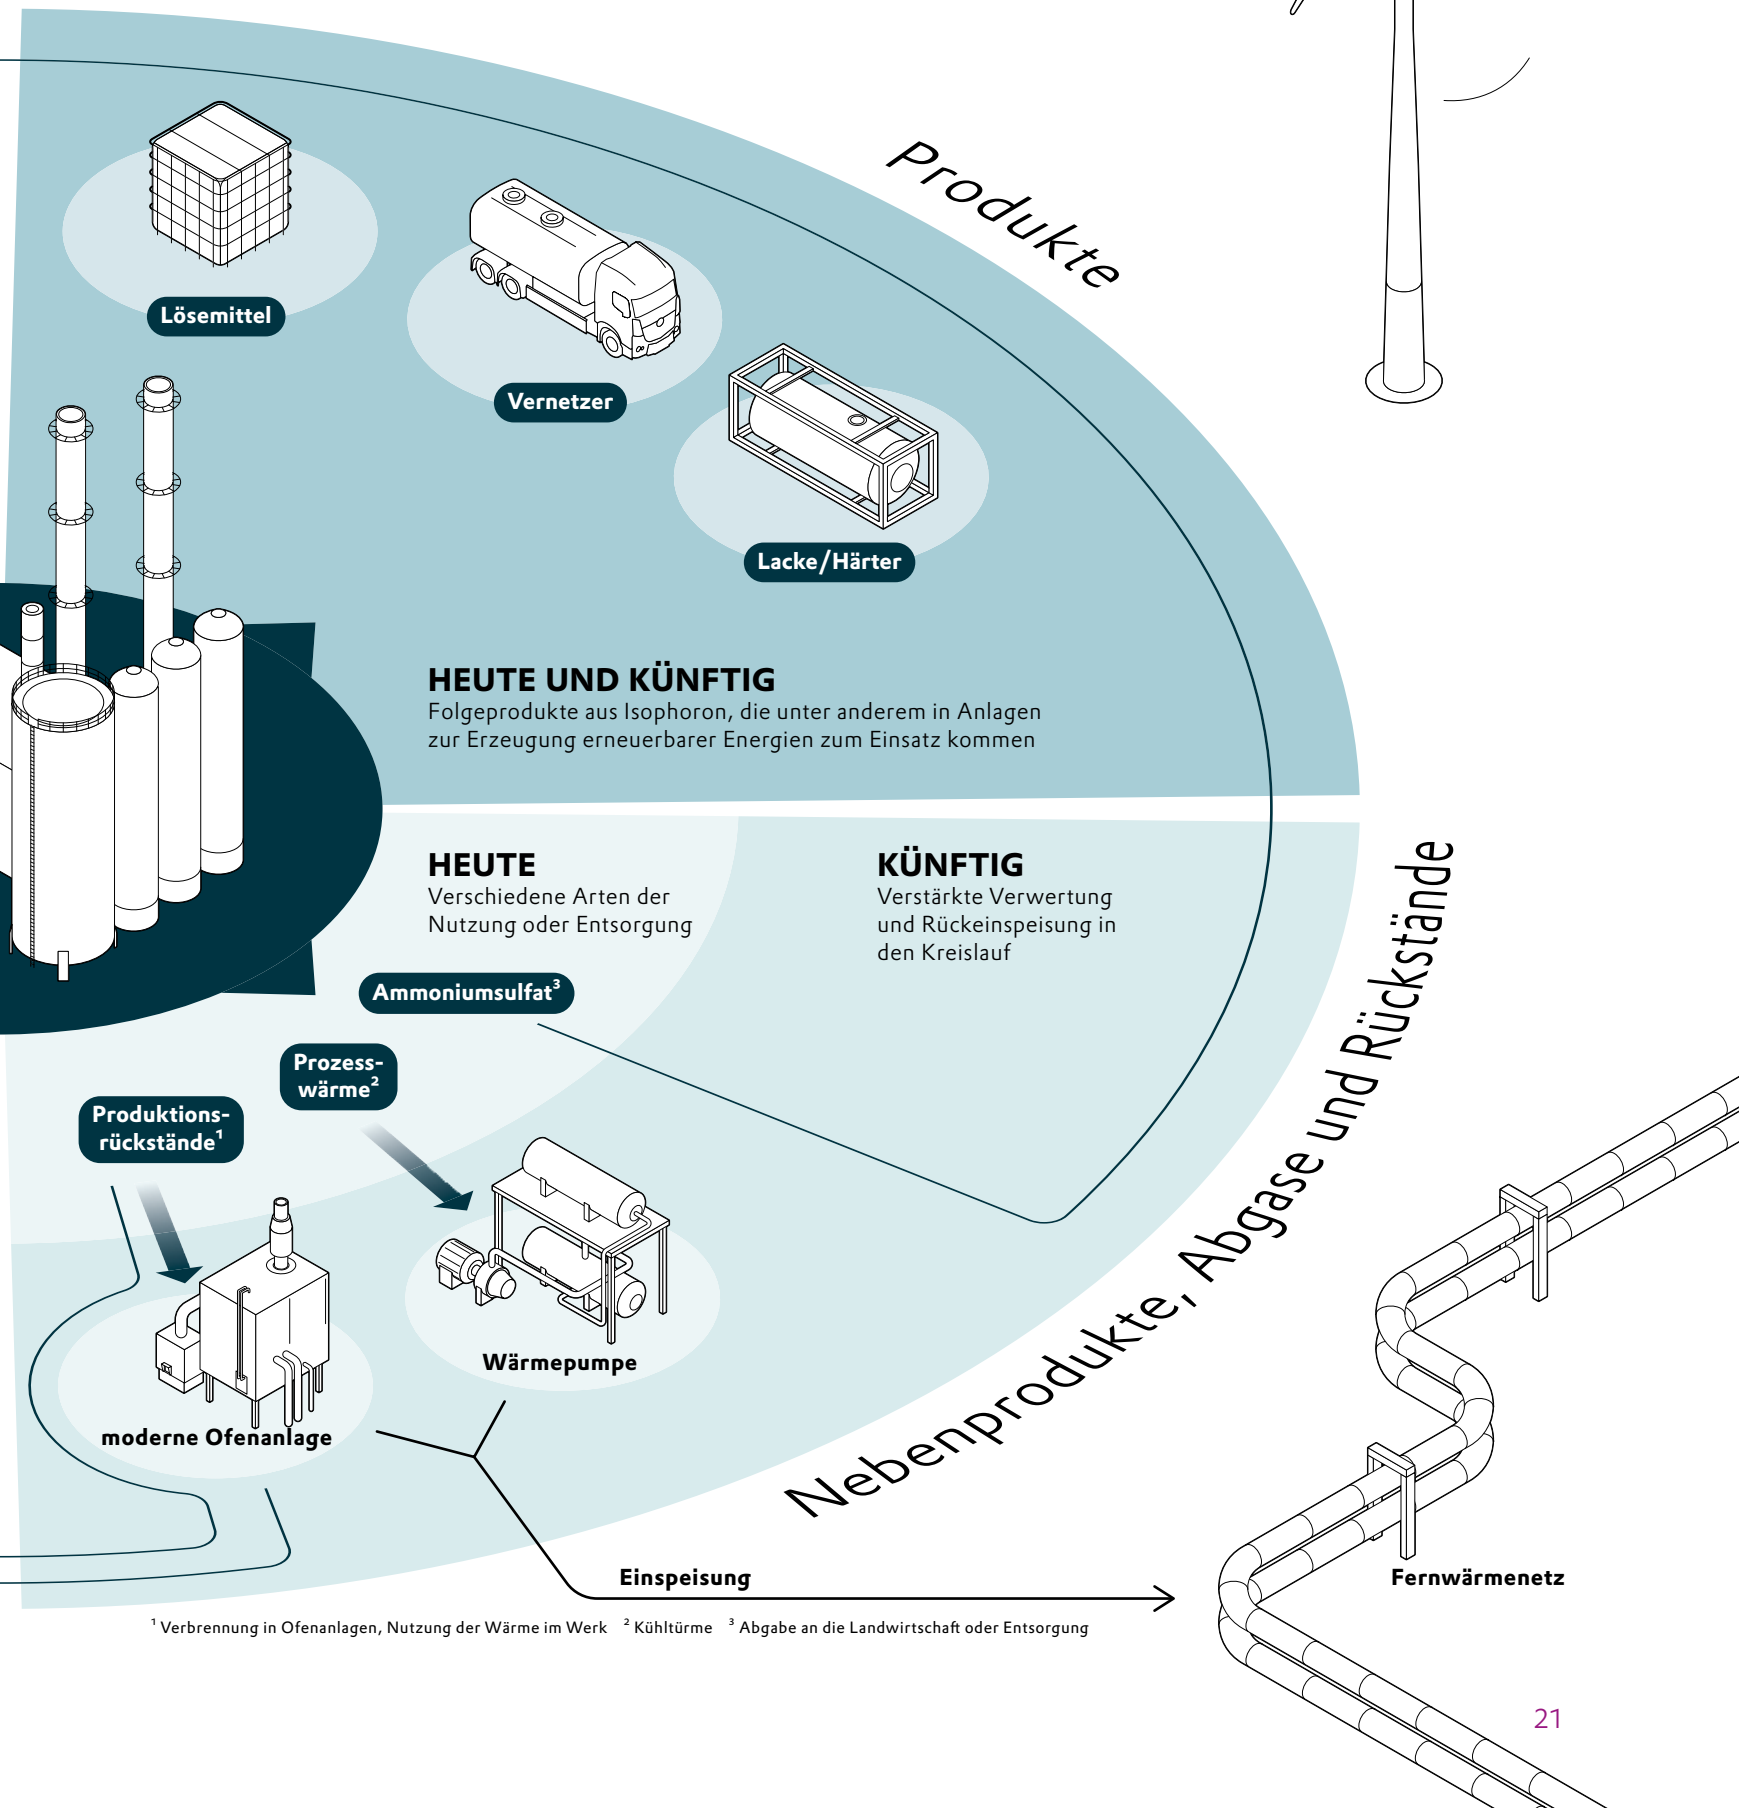 Produkte
Lösemittel
Vernetzer
Lacke/Härter
HEUTE UND KÜNFTIG
Folgeprodukte aus Isophoron, die unter anderem in Anlagen
zur Erzeugung erneuerbarer Energien zum Einsatz kommen
HEUTE
Verschiedene Arten der
Nutzung oder Entsorgung
KÜNFTIG
Verstärkte Verwertung
und Rückeinspeisung in
den Kreislauf
Nebenprodukte, Abgase und Rückstände
Ammoniumsulfat³
Prozess-
wärme²
Produktions-
rückstände¹
Wärmepumpe
moderne Ofenanlage
Einspeisung
Fernwärmenetz
¹ Verbrennung in Ofenanlagen, Nutzung der Wärme im Werk ² Kühltürme ³ Abgabe an die Landwirtschaft oder Entsorgung
21